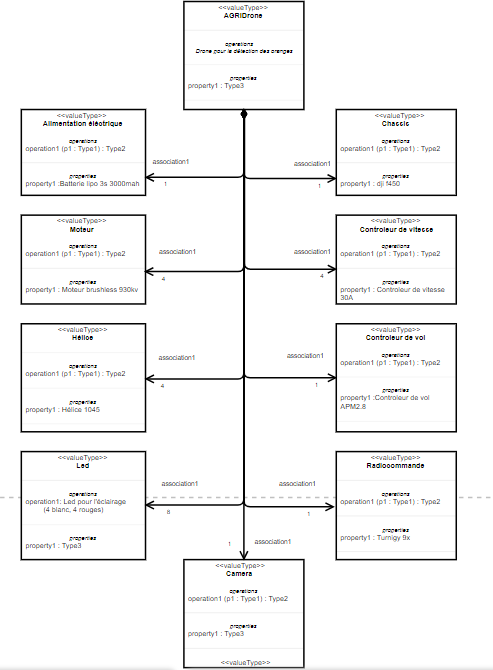 <<valueType>>
AGRIDrone
operations
Drone pour la détection des oranges
properties
property1 : Type3
<<valueType>>
Alimentation éléctrique
operations
operation1 (p1 : Type1) : Type2
properties
property1 :Batterie lipo 3s 3000mah
association1
1
<<valueType>>
Chassic
operations
operation1 (p1 : Type1) : Type2
properties
property1 : dji f450
association1
1
<<valueType>>
Moteur
operations
operation1 (p1 : Type1) : Type2
properties
property1 : Moteur brushless 930kv
association1
4
<<valueType>>
Controleur de vitesse
operations
operation1 (p1 : Type1) : Type2
properties
property1 : Controleur de vitesse
30A
association1
4
<<valueType>>
Hélice
operations
operation1 (p1 : Type1) : Type2
properties
property1 : Hélice 1045
association1
4
<<valueType>>
Controleur de vol
operations
operation1 (p1 : Type1) : Type2
properties
property1 :Controleur de vol
APM2.8
association1
1
<<valueType>>
Led
operations
operation1: Led pour l'éclairage
(4 blanc, 4 rouges)
properties
property1 : Type3
association1
8
<<valueType>>
Radiocommande
operations
operation1 (p1 : Type1) : Type2
properties
property1 : Turnigy 9x
association1
1
1
association1
<<valueType>>
Camera
operations
operation1 (p1 : Type1) : Type2
properties
property1 : Type3
<<valueType>>